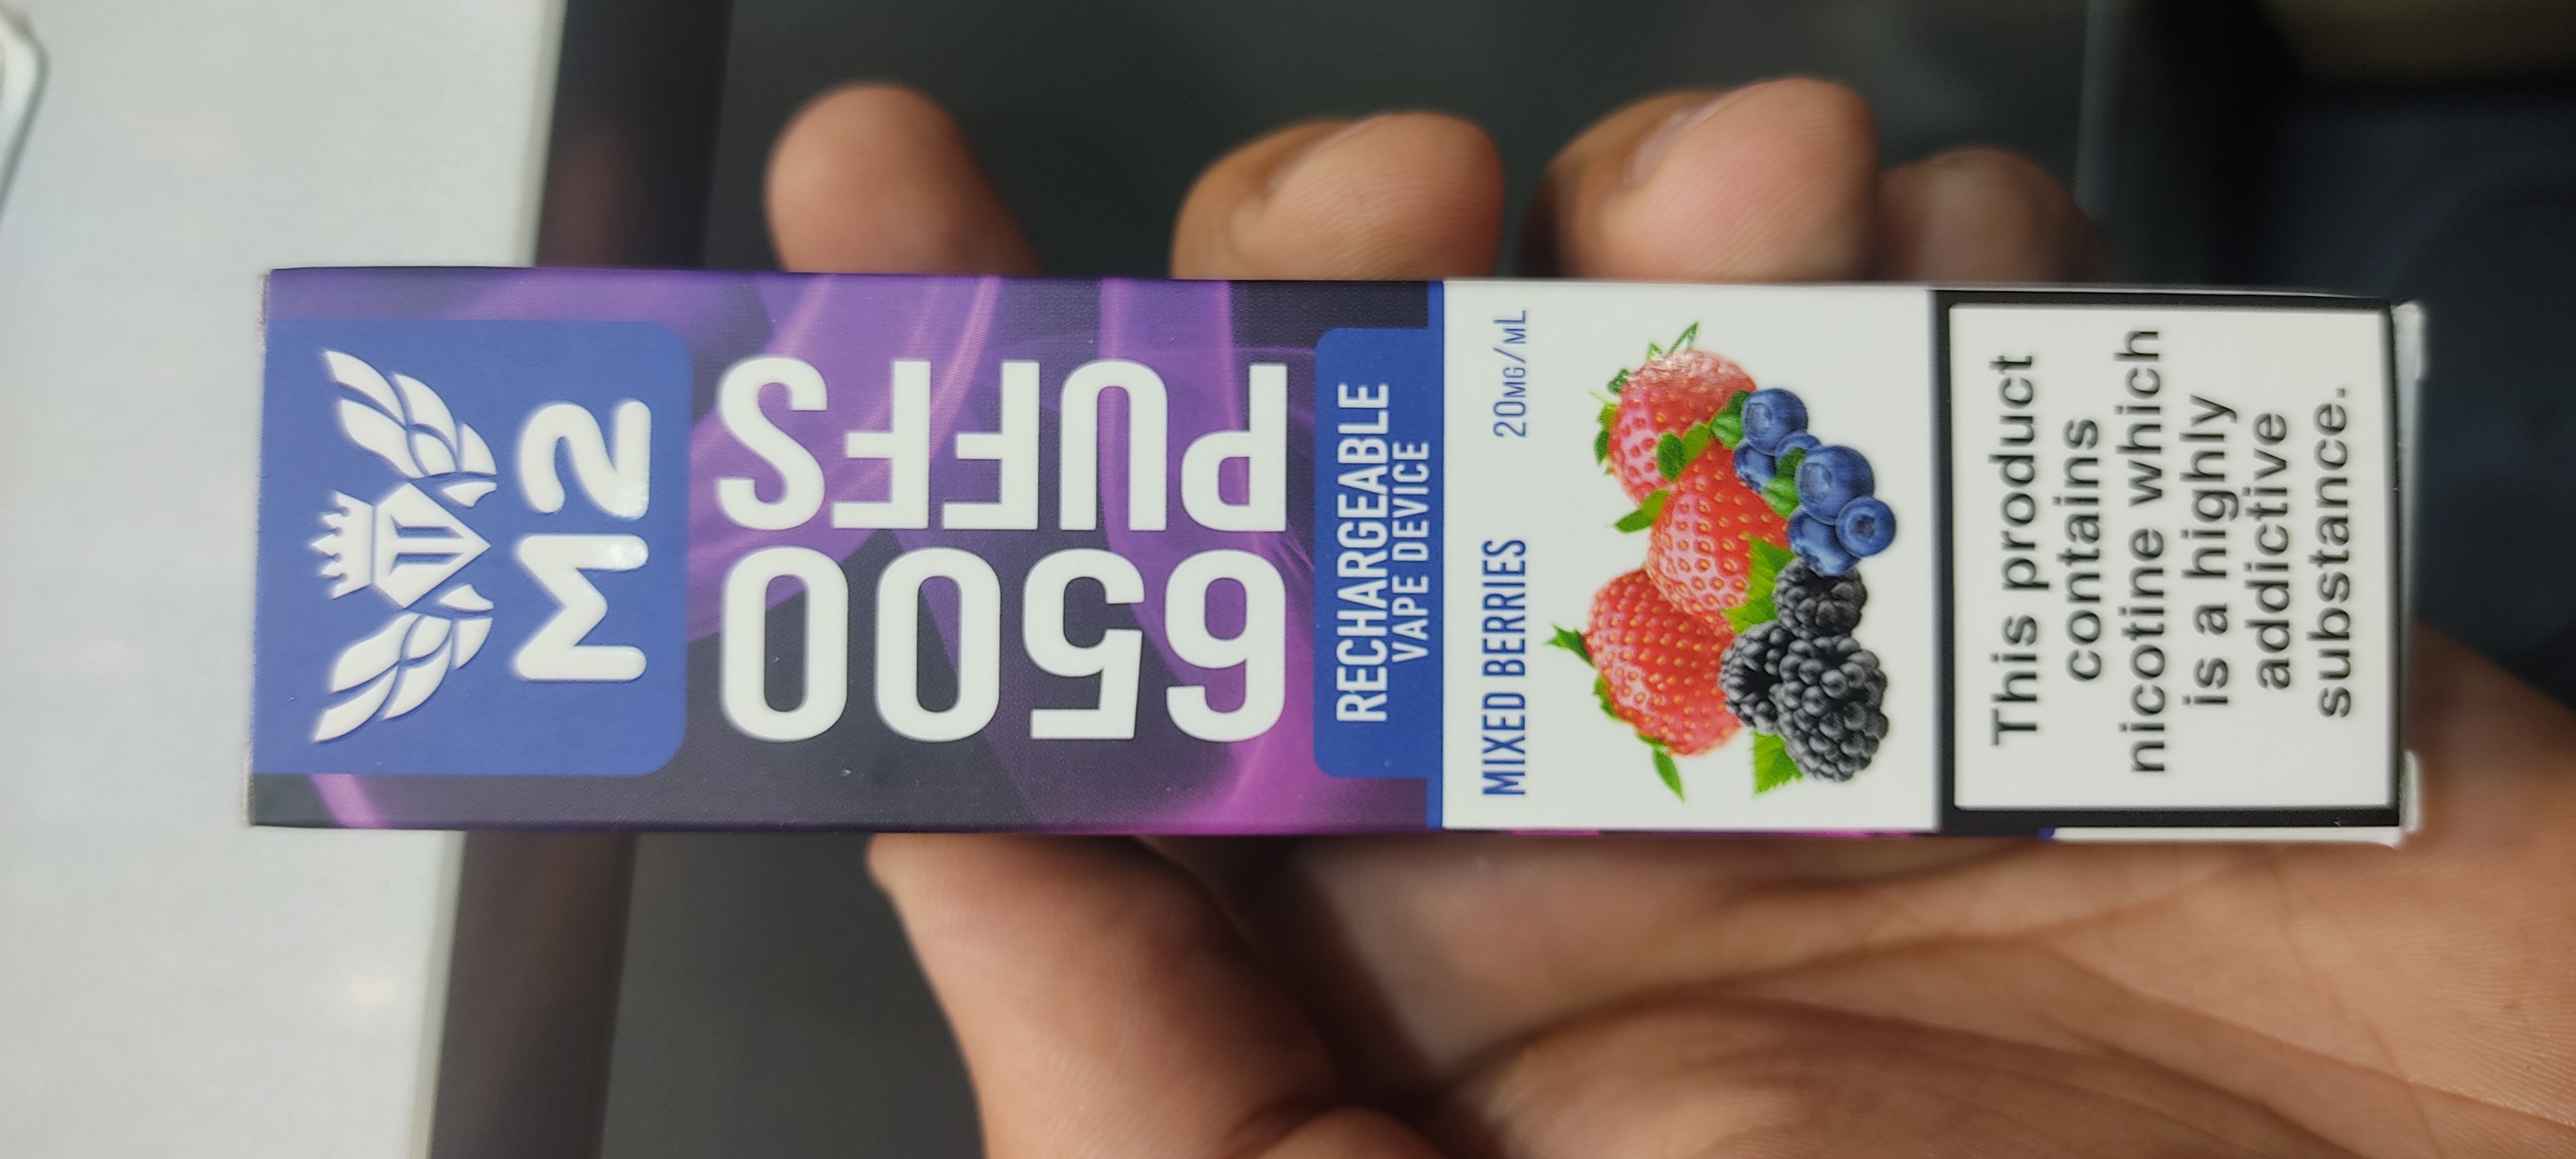 M2
6500
PUFFS
RECHARGEABLE
VAPE DEVICE
MIXED BERRIES 20MG/ML
This product
contains
nicotine which
is a highly
addictive
substance.